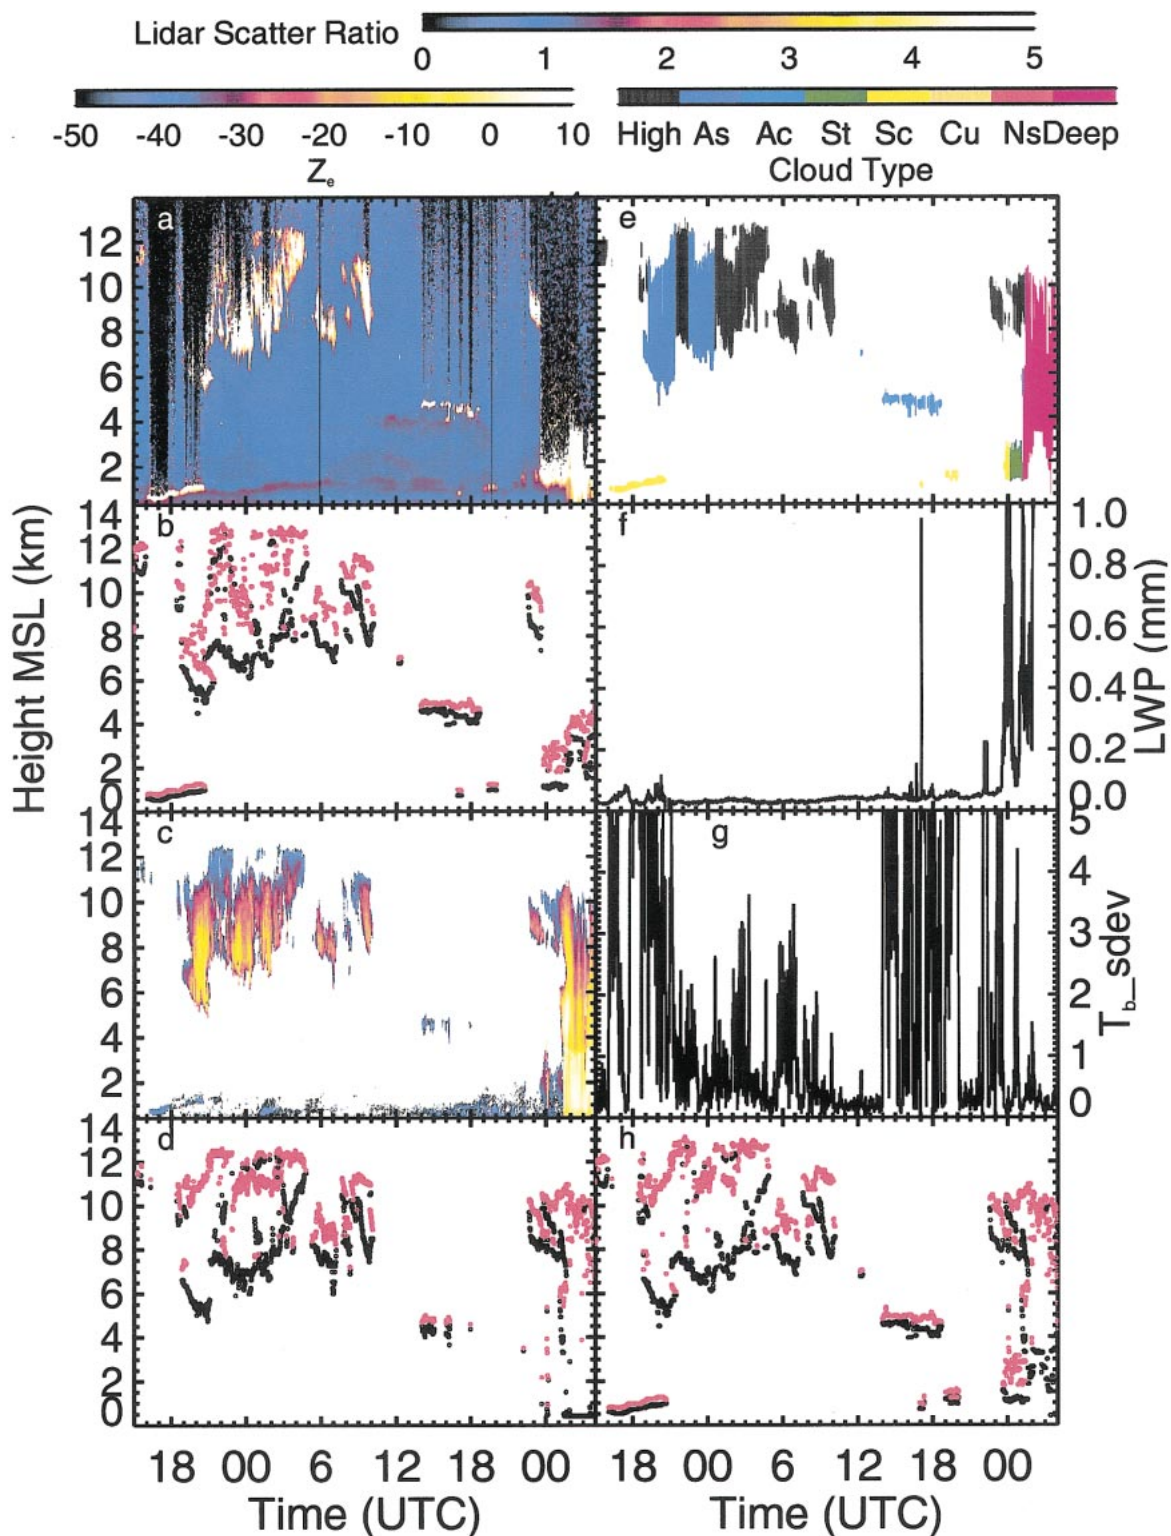 Lidar Scatter Ratio
0 1 2 3 4 5
-50 -40 -30 -20 -10 0 10
Zₑ
High As Ac St Sc Cu NsDeep
Cloud Type
a
12
10
8
6
4
2
e
Height MSL (km)
14
12
10
8
6
4
2
0
b
f
1.0
0.8
0.6
0.4
0.2
0.0
LWP (mm)
14
12
10
8
6
4
2
c
g
5
4
3
2
1
0
T_b_sdev
14
12
10
8
6
4
2
0
d
h
18 00 6 12 18 00
Time (UTC)
18 00 6 12 18 00
Time (UTC)